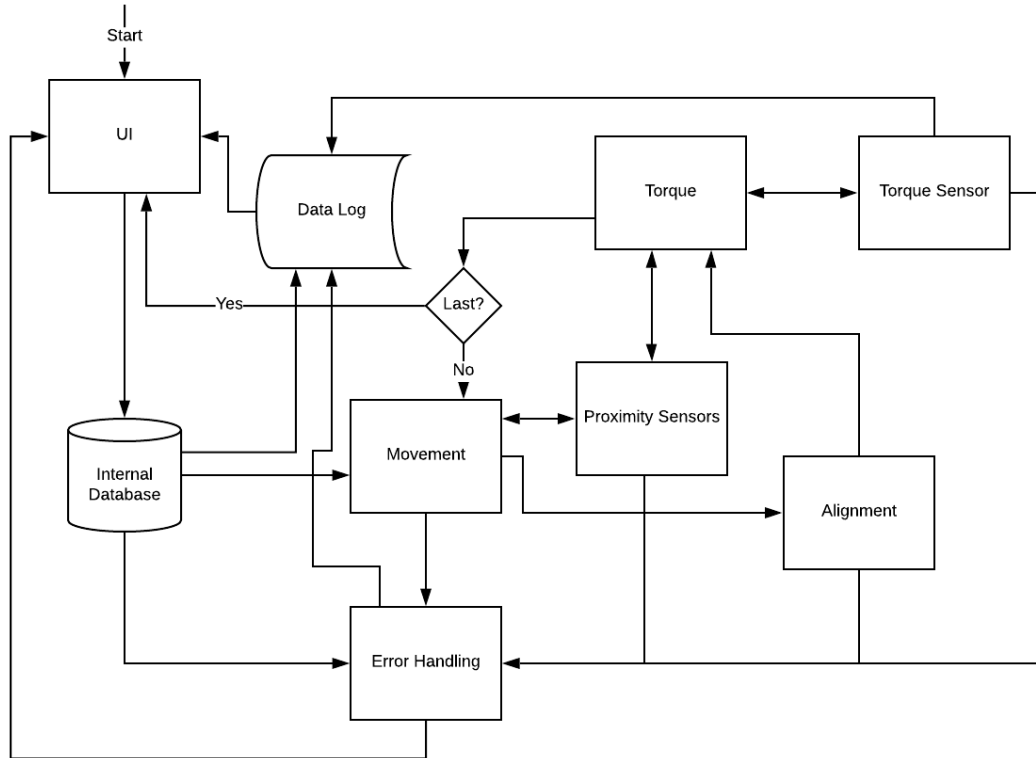 Start
UI
Data Log
Torque
Torque Sensor
Yes
Last?
No
Proximity Sensors
Movement
Internal
Database
Alignment
Error Handling